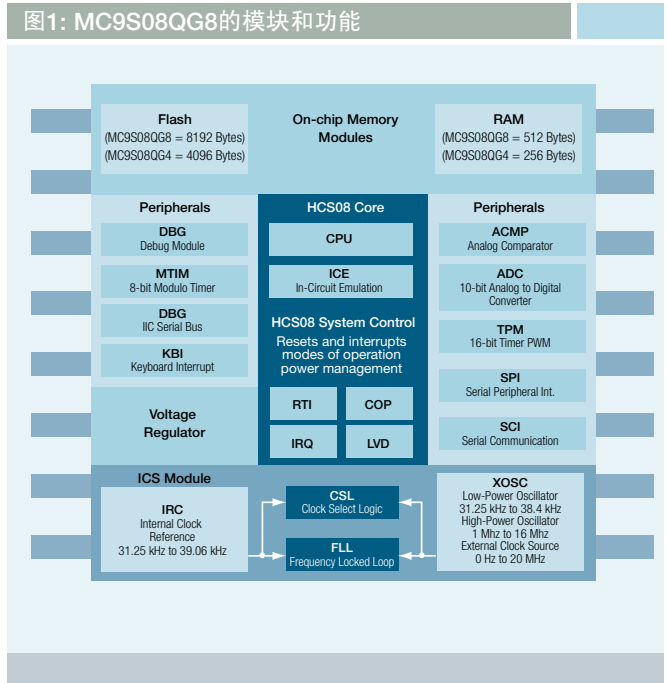 图1: MC9S08QG8的模块和功能
Flash
(MC9S08QG8 = 8192 Bytes)
(MC9S08QG4 = 4096 Bytes)
On-chip Memory
Modules
RAM
(MC9S08QG8 = 512 Bytes)
(MC9S08QG4 = 256 Bytes)
Peripherals
DBG
Debug Module
MTIM
8-bit Modulo Timer
DBG
IIC Serial Bus
KBI
Keyboard Interrupt
Voltage
Regulator
HCS08 Core
CPU
ICE
In-Circuit Emulation
HCS08 System Control
Resets and interrupts
modes of operation
power management
RTI
COP
IRQ
LVD
Peripherals
ACMP
Analog Comparator
ADC
10-bit Analog to Digital
Converter
TPM
16-bit Timer PWM
SPI
Serial Peripheral Int.
SCI
Serial Communication
ICS Module
IRC
Internal Clock
Reference
31.25 kHz to 39.06 kHz
CSL
Clock Select Logic
FLL
Frequency Locked Loop
XOSC
Low-Power Oscillator
31.25 kHz to 38.4 kHz
High-Power Oscillator
1 Mhz to 16 Mhz
External Clock Source
0 Hz to 20 MHz